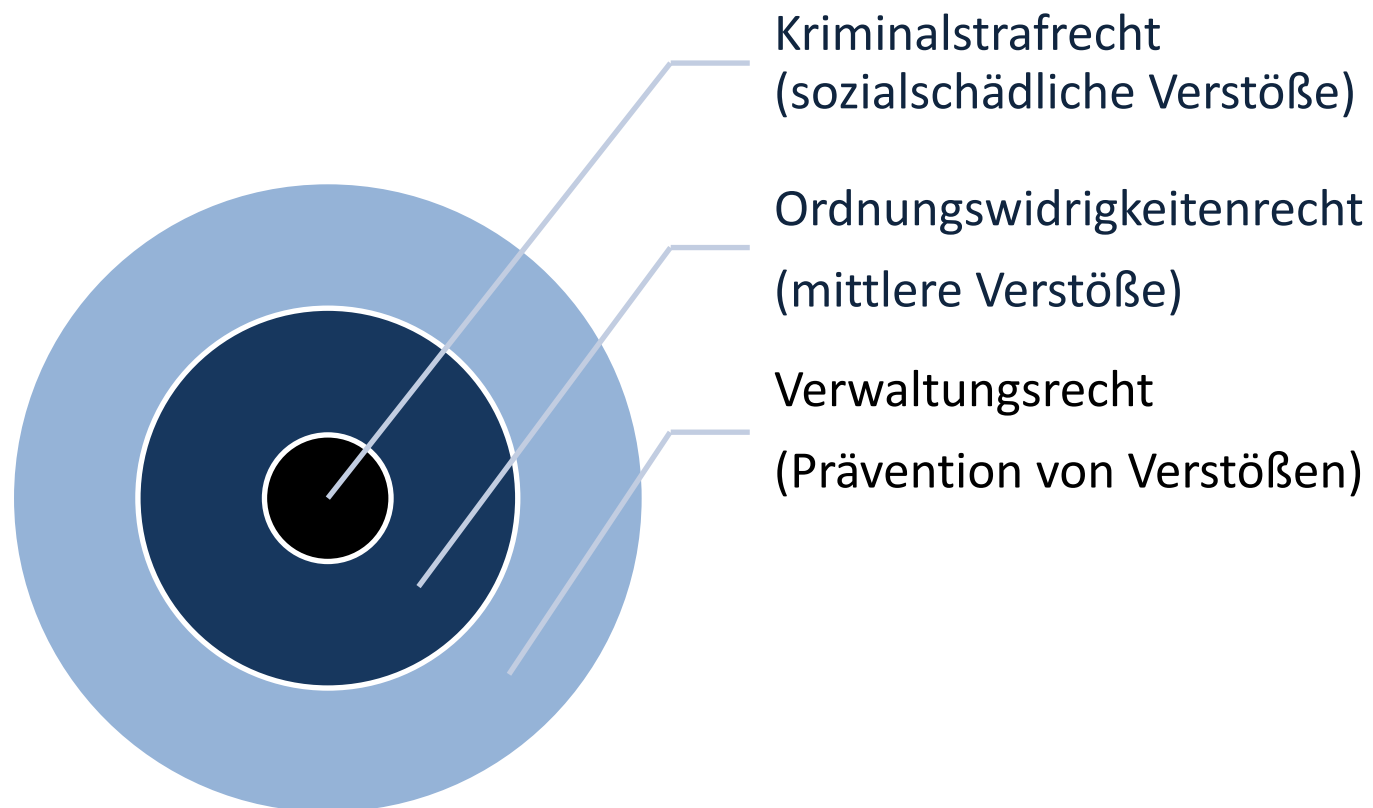 Kriminalstrafrecht
(sozialschädliche Verstöße)
Ordnungswidrigkeitenrecht
(mittlere Verstöße)
Verwaltungsrecht
(Prävention von Verstößen)